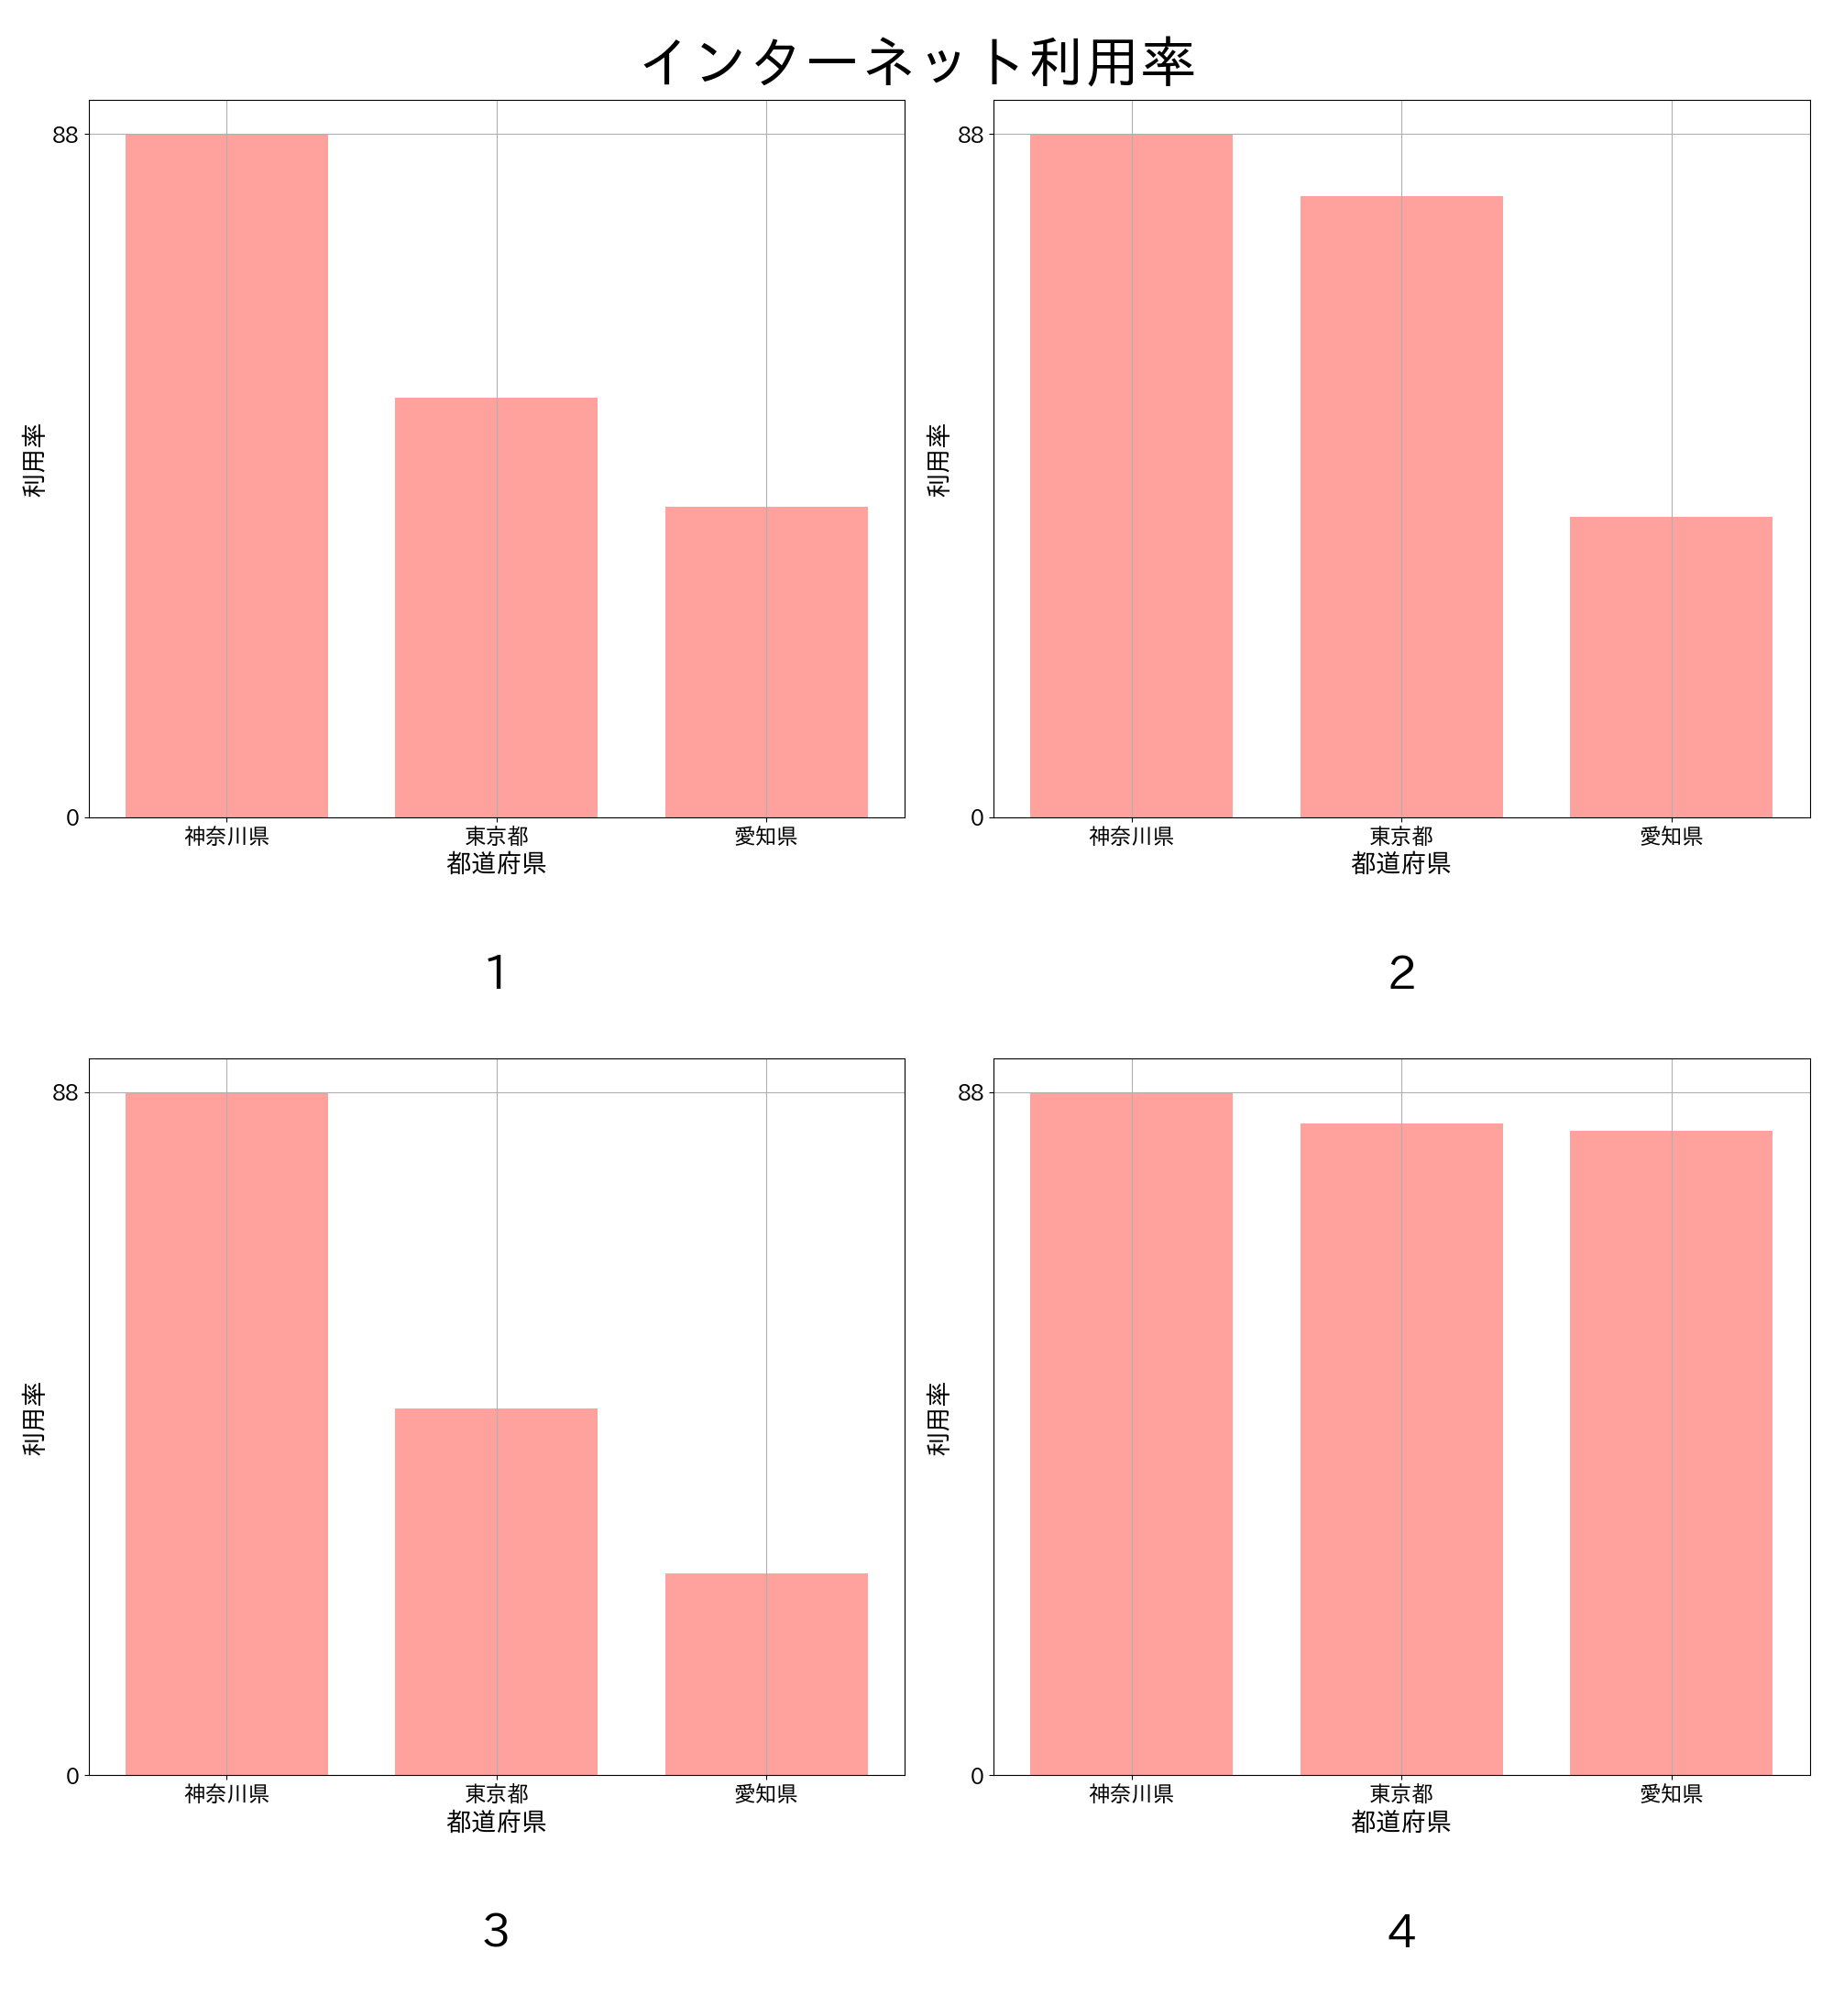 インターネット利用率
88
0
利用率
神奈川県 東京都 愛知県
都道府県
1
88
0
利用率
神奈川県 東京都 愛知県
都道府県
2
88
0
利用率
神奈川県 東京都 愛知県
都道府県
3
88
0
利用率
神奈川県 東京都 愛知県
都道府県
4